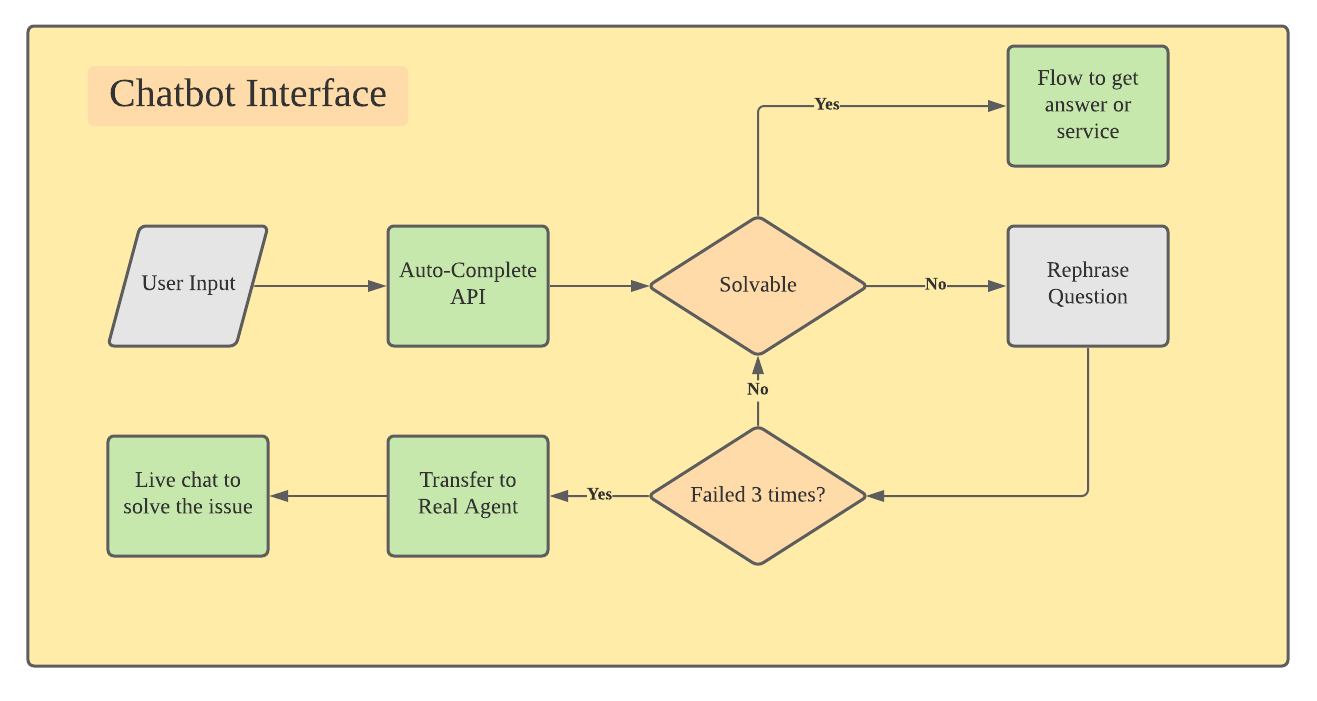 Chatbot Interface
Flow to get
answer or
service
Yes
User Input
Auto-Complete
API
Solvable
No
Rephrase
Question
No
Live chat to
solve the issue
Transfer to
Real Agent
Yes
Failed 3 times?